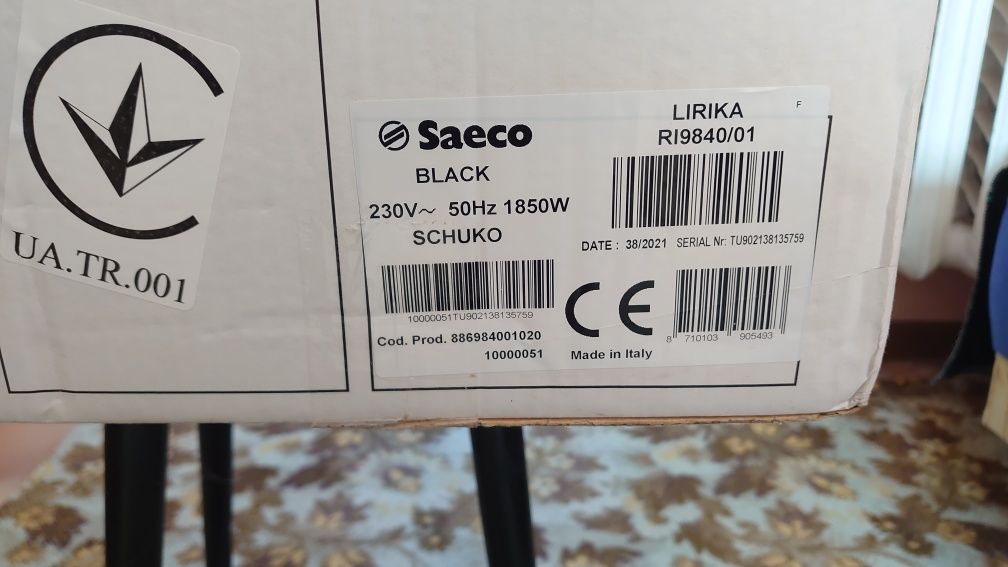 UA.TR.001
Saeco
BLACK
230V~ 50Hz 1850W
SCHUKO
10000051TU902138135759
Cod. Prod. 886984001020
10000051
LIRIKA
F
RI9840/01
DATE : 38/2021 SERIAL Nr: TU902138135759
CE
Made in Italy
8 710103 905493